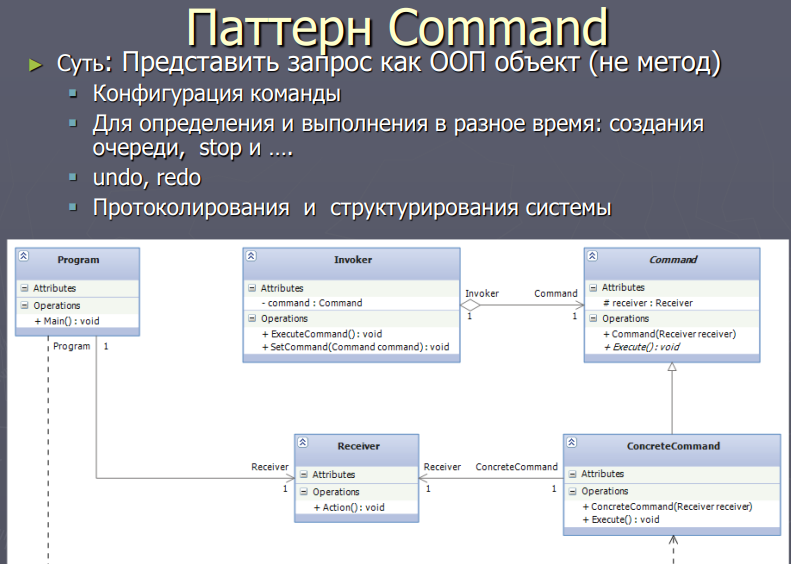 Паттерн Command
Суть: Представить запрос как ООП объект (не метод)
Конфигурация команды
Для определения и выполнения в разное время: создания
очереди, stop и ….
undo, redo
Протоколирования и структурирования системы
Program
Attributes
Operations
+ Main() : void
Invoker
Attributes
- command : Command
Operations
+ ExecuteCommand() : void
+ SetCommand(Command command) : void
Invoker
1
Command
1
Command
Attributes
# receiver : Receiver
Operations
+ Command(Receiver receiver)
+ Execute() : void
Program
1
Receiver
1
Receiver
Attributes
Operations
+ Action() : void
Receiver
1
ConcreteCommand
1
ConcreteCommand
Attributes
Operations
+ ConcreteCommand(Receiver receiver)
+ Execute() : void